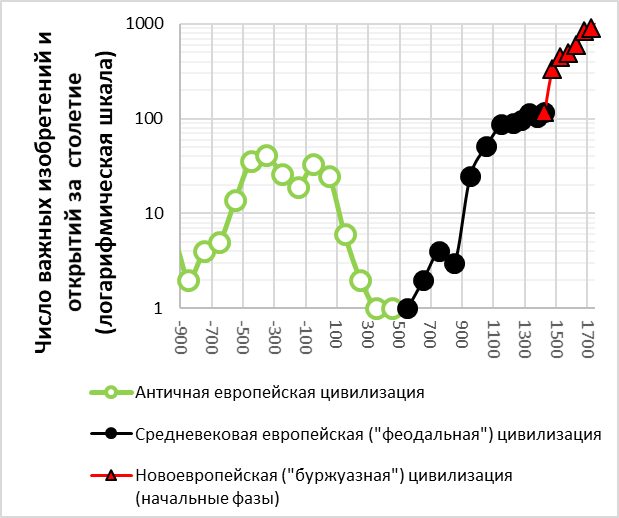 Число важных изобретений и
открытий за столетие
(логарифмическая шкала)
1000
100
10
1
-900
-700
-500
-300
-100
100
300
500
700
900
1100
1300
1500
1700
Античная европейская цивилизация
Средневековая европейская ("феодальная") цивилизация
Новоевропейская ("буржуазная") цивилизация
(начальные фазы)